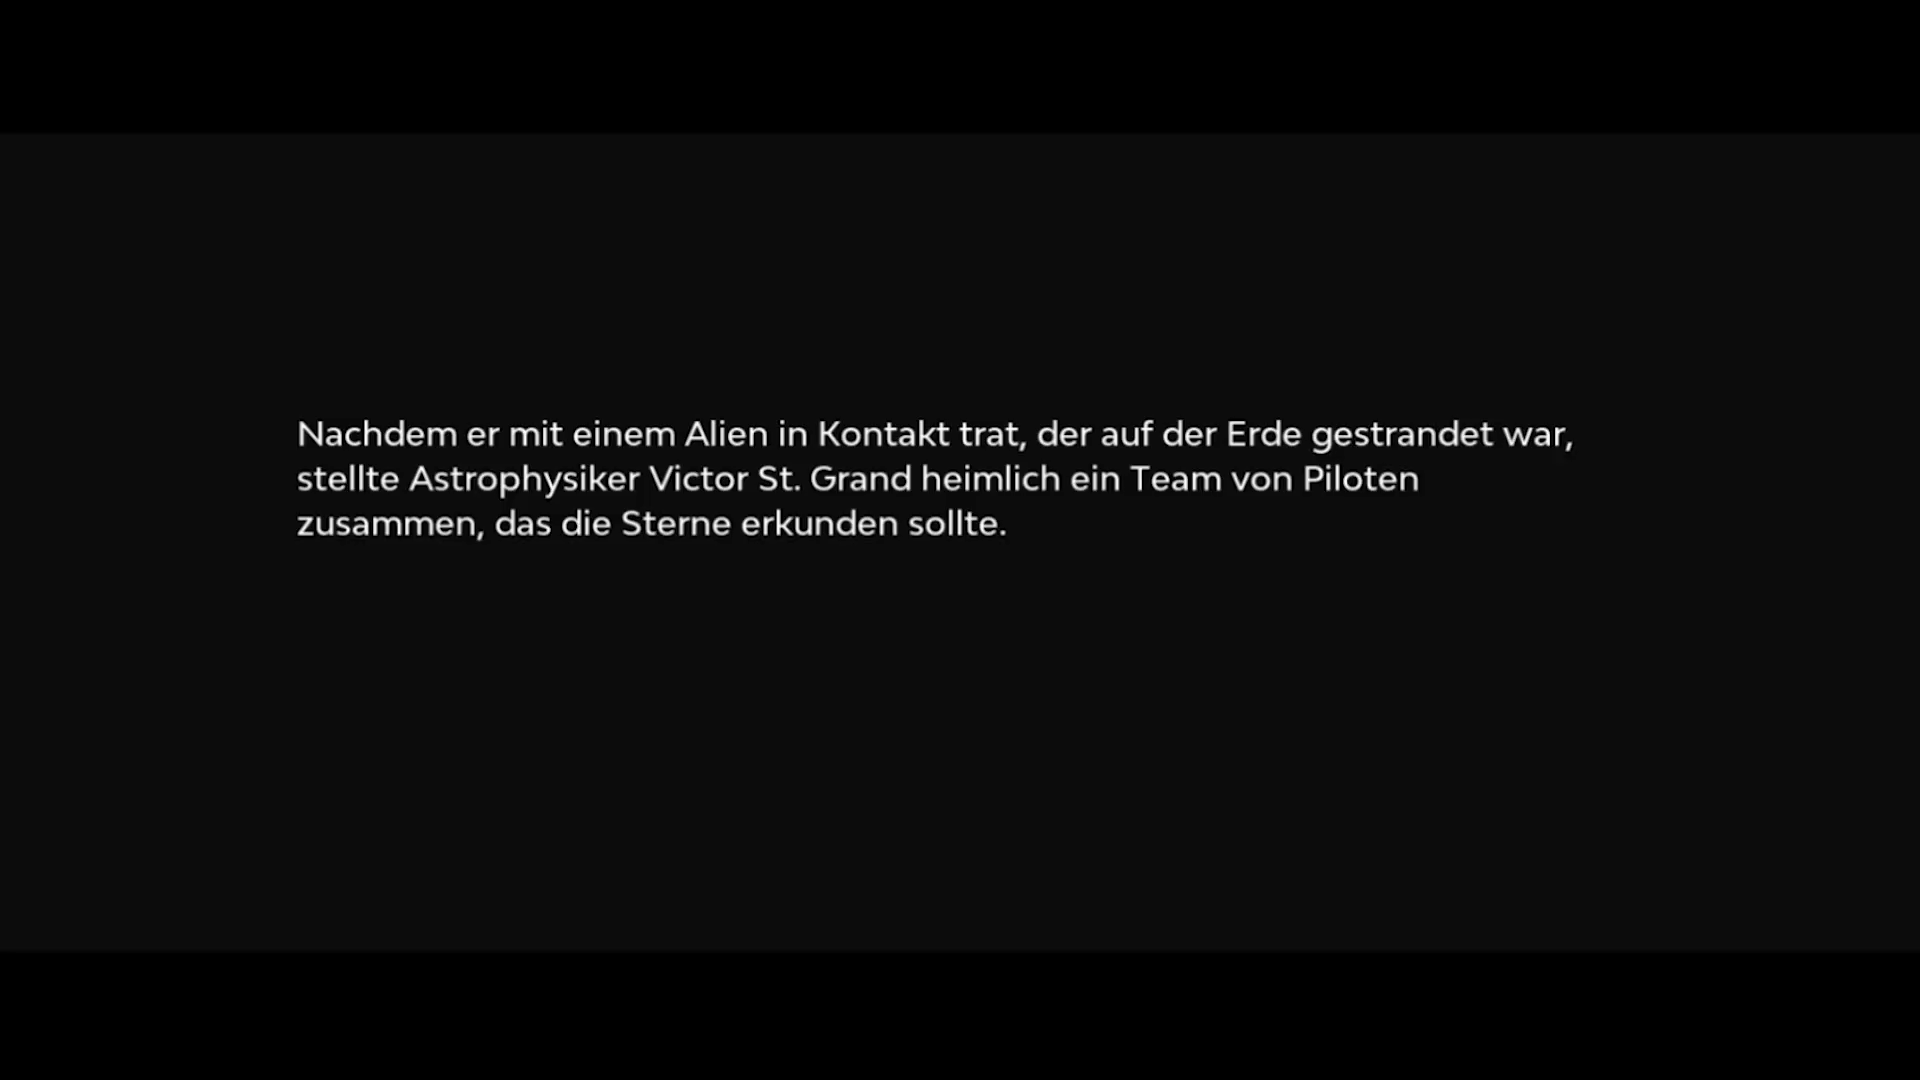 Nachdem er mit einem Alien in Kontakt trat, der auf der Erde gestrandet war,
stellte Astrophysiker Victor St. Grand heimlich ein Team von Piloten
zusammen, das die Sterne erkunden sollte.